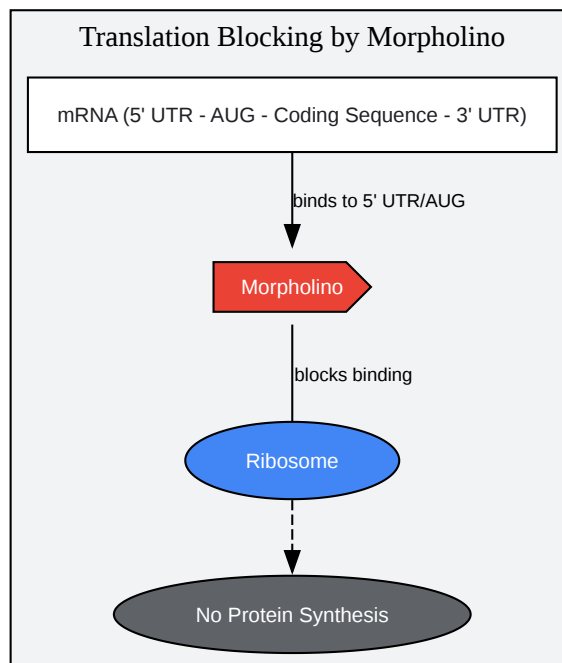 Translation Blocking by Morpholino
mRNA (5' UTR - AUG - Coding Sequence - 3' UTR)
binds to 5' UTR/AUG
Morpholino
blocks binding
Ribosome
No Protein Synthesis